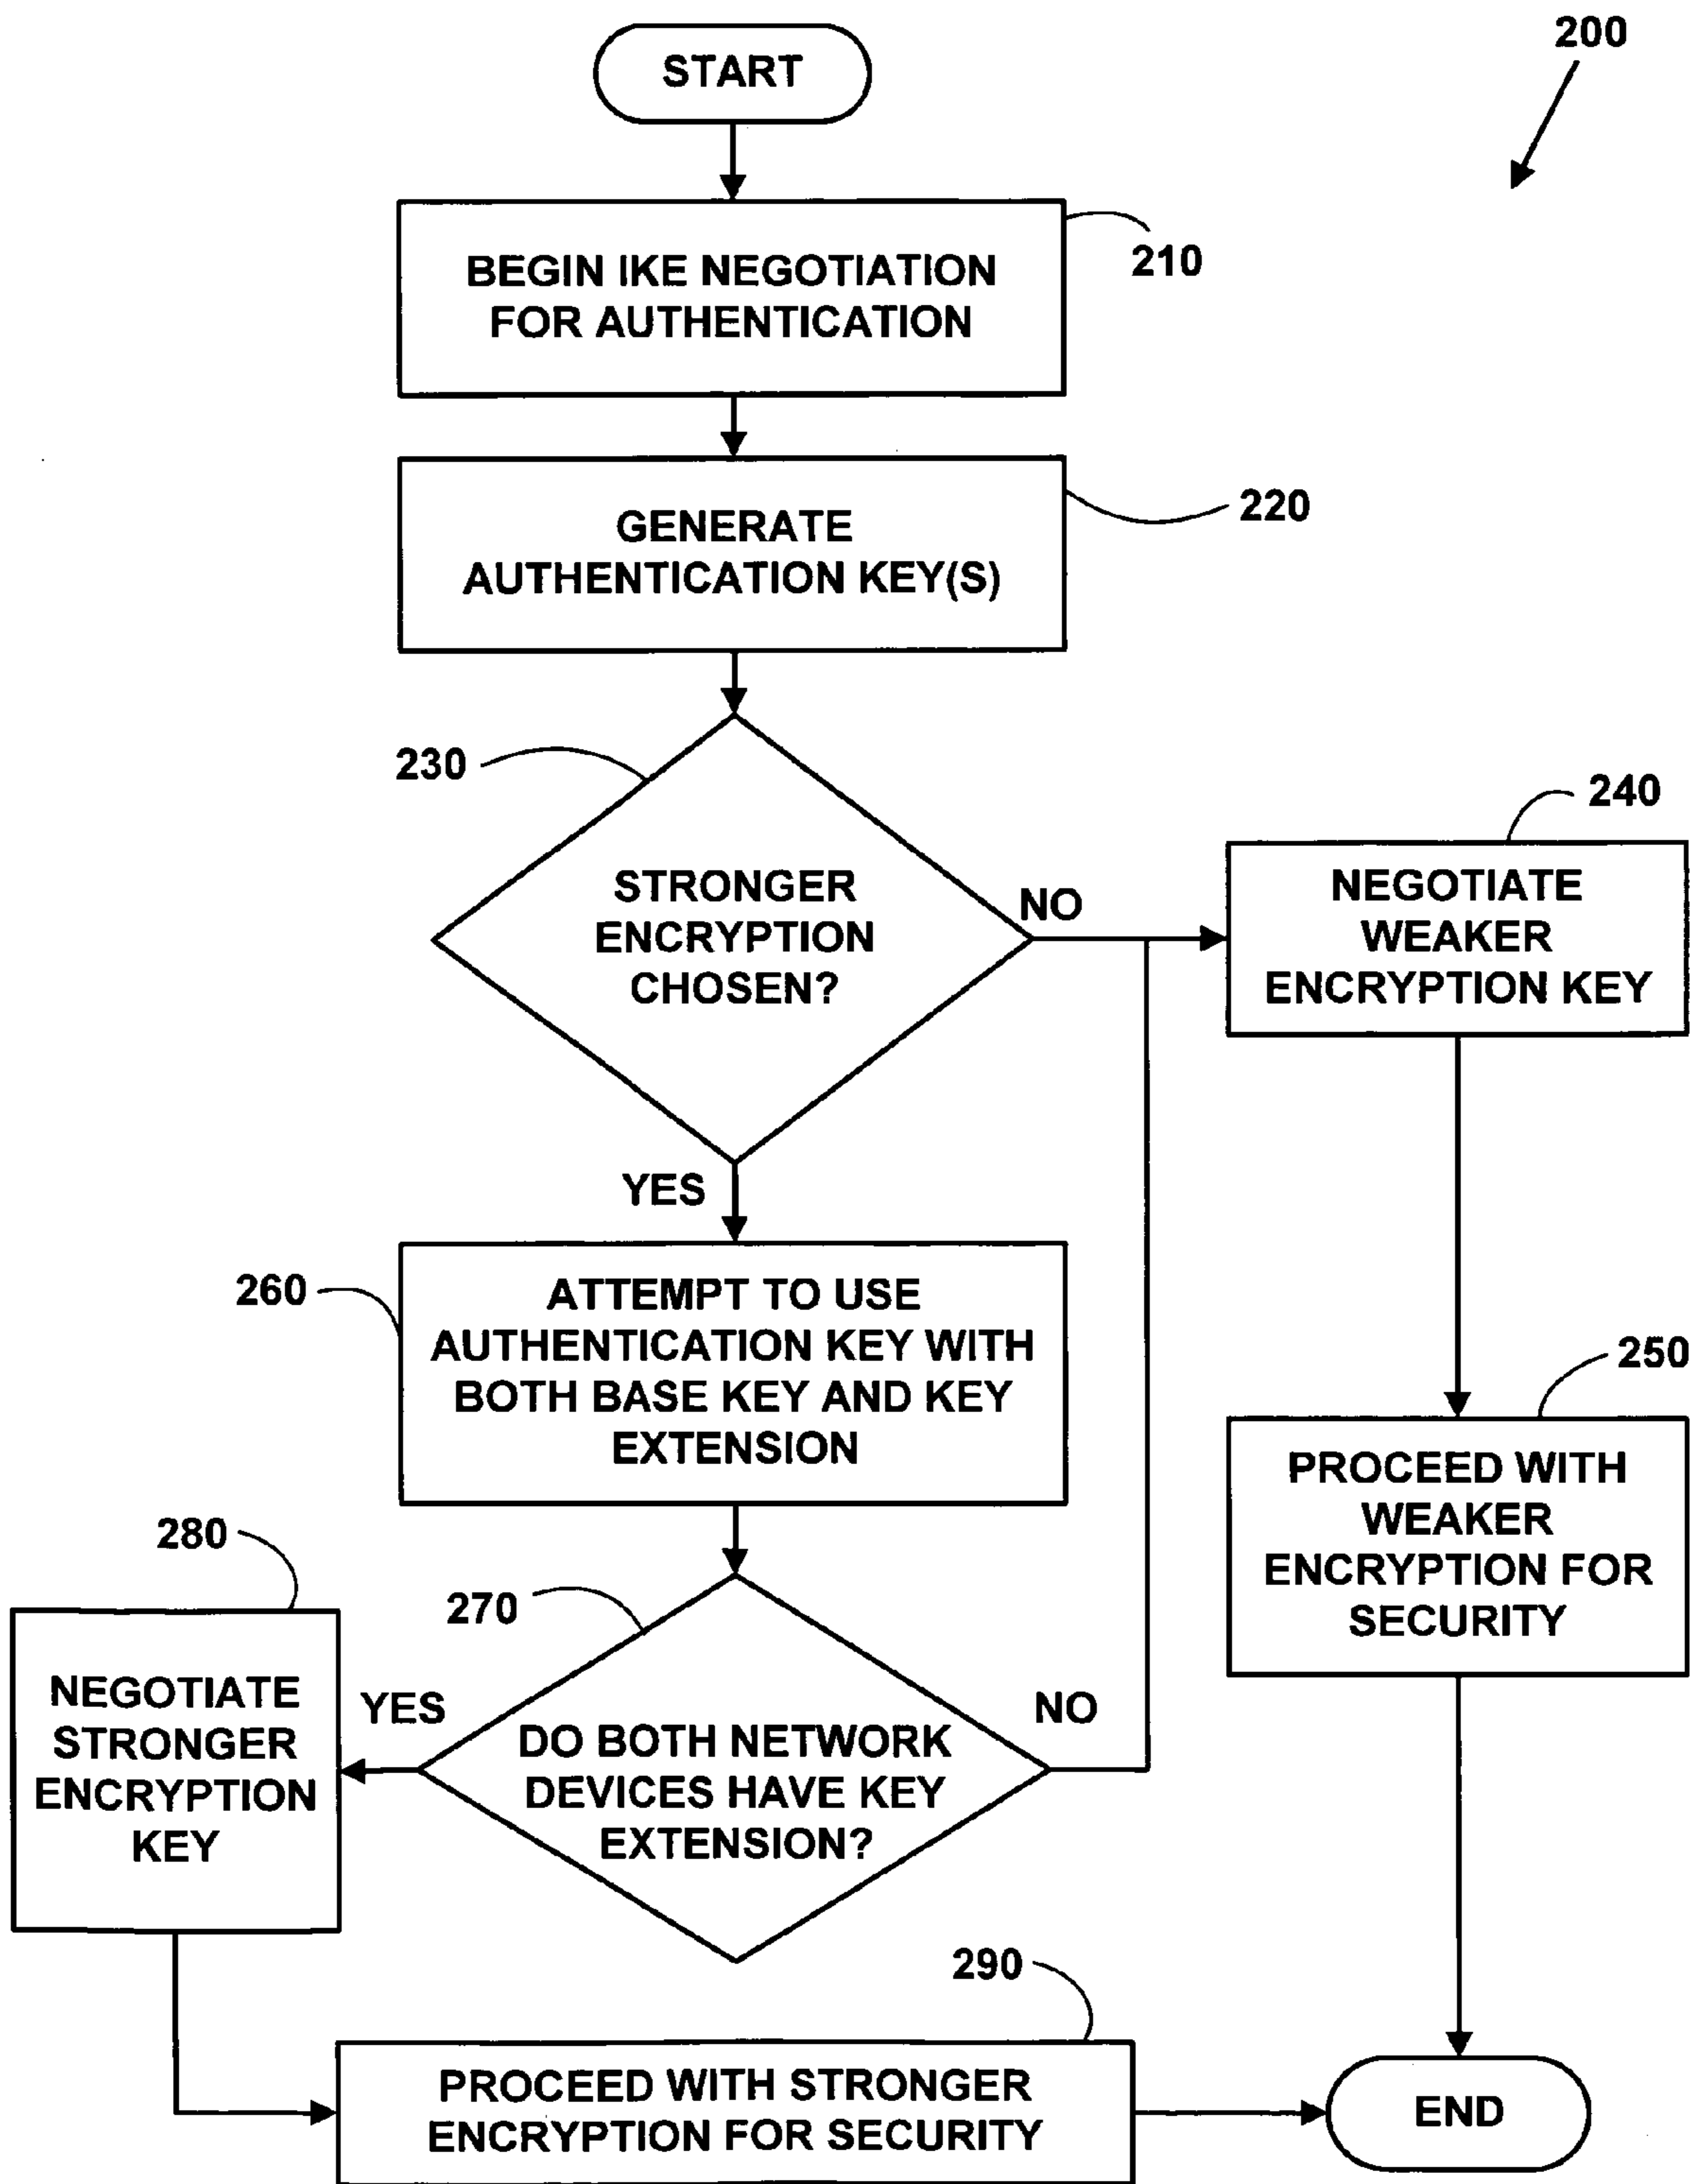 200
START
BEGIN IKE NEGOTIATION
FOR AUTHENTICATION
210
GENERATE
AUTHENTICATION KEY(S)
220
230
STRONGER
ENCRYPTION
CHOSEN?
NO
240
NEGOTIATE
WEAKER
ENCRYPTION KEY
YES
260
ATTEMPT TO USE
AUTHENTICATION KEY WITH
BOTH BASE KEY AND KEY
EXTENSION
250
PROCEED WITH
WEAKER
ENCRYPTION FOR
SECURITY
270
DO BOTH NETWORK
DEVICES HAVE KEY
EXTENSION?
YES
NO
280
NEGOTIATE
STRONGER
ENCRYPTION
KEY
290
PROCEED WITH STRONGER
ENCRYPTION FOR SECURITY
END